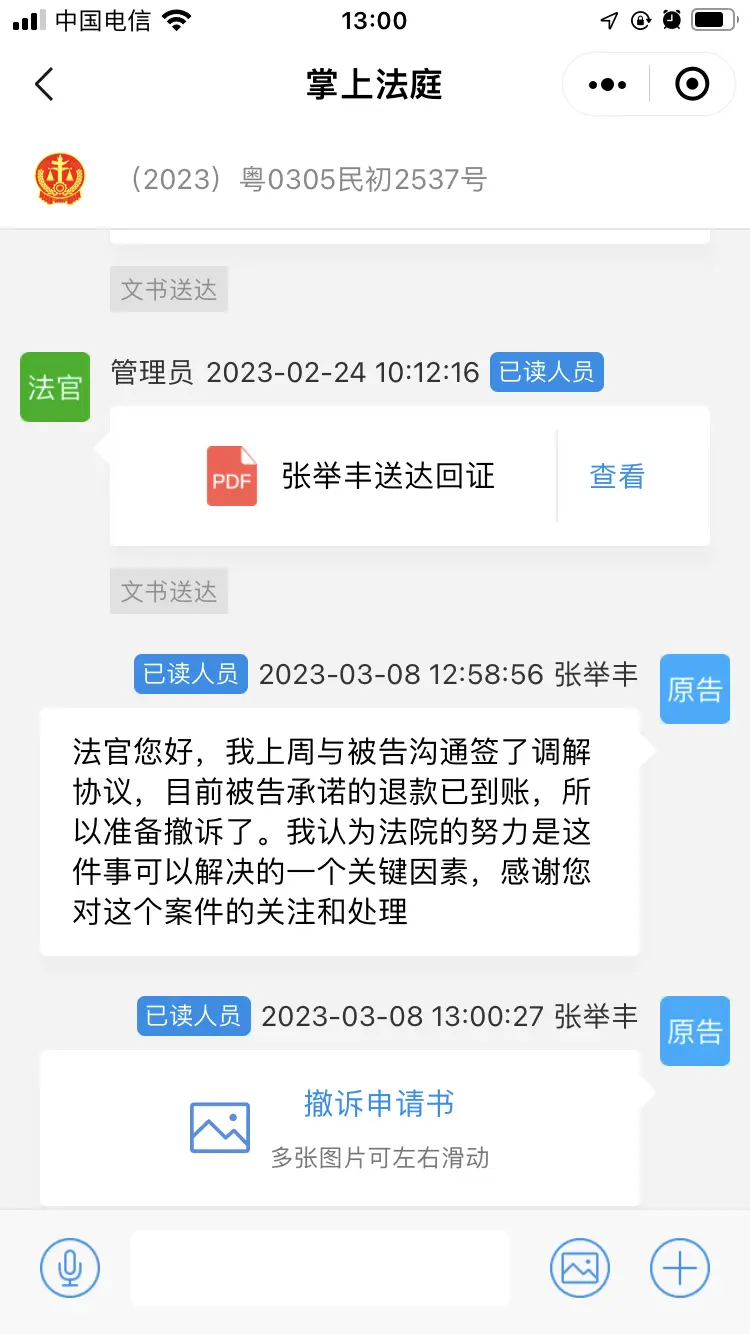 中国电信
13:00
掌上法庭
（2023）粤0305民初2537号
文书送达
法官
管理员 2023-02-24 10:12:16 已读人员
PDF
张举丰送达回证
查看
文书送达
已读人员 2023-03-08 12:58:56 张举丰
原告
法官您好，我上周与被告沟通签了调解
协议，目前被告承诺的退款已到账，所
以准备撤诉了。我认为法院的努力是这
件事可以解决的一个关键因素，感谢您
对这个案件的关注和处理
已读人员 2023-03-08 13:00:27 张举丰
原告
撤诉申请书
多张图片可左右滑动